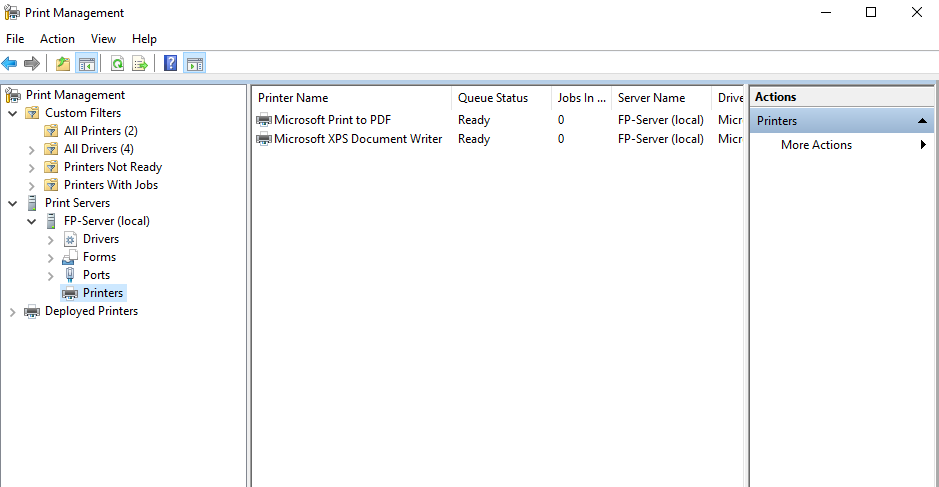 Print Management
File Action View Help
Print Management
Custom Filters
All Printers (2)
All Drivers (4)
Printers Not Ready
Printers With Jobs
Print Servers
FP-Server (local)
Drivers
Forms
Ports
Printers
Deployed Printers
Printer Name Queue Status Jobs In ... Server Name Drive
Microsoft Print to PDF Ready 0 FP-Server (local) Micr
Microsoft XPS Document Writer Ready 0 FP-Server (local) Micr
Actions
Printers
More Actions